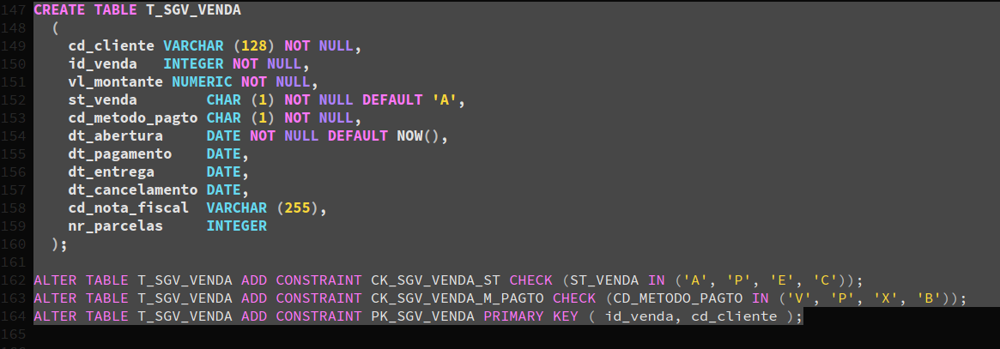 147 CREATE TABLE T_SGV_VENDA
148 (
149 cd_cliente VARCHAR (128) NOT NULL,
150 id_venda INTEGER NOT NULL,
151 vl_montante NUMERIC NOT NULL,
152 st_venda CHAR (1) NOT NULL DEFAULT 'A',
153 cd_metodo_pagto CHAR (1) NOT NULL,
154 dt_abertura DATE NOT NULL DEFAULT NOW(),
155 dt_pagamento DATE,
156 dt_entrega DATE,
157 dt_cancelamento DATE,
158 cd_nota_fiscal VARCHAR (255),
159 nr_parcelas INTEGER
160 );
161
162 ALTER TABLE T_SGV_VENDA ADD CONSTRAINT CK_SGV_VENDA_ST CHECK (ST_VENDA IN ('A', 'P', 'E', 'C'));
163 ALTER TABLE T_SGV_VENDA ADD CONSTRAINT CK_SGV_VENDA_M_PAGTO CHECK (CD_METODO_PAGTO IN ('V', 'P', 'X', 'B'));
164 ALTER TABLE T_SGV_VENDA ADD CONSTRAINT PK_SGV_VENDA PRIMARY KEY ( id_venda, cd_cliente );
165